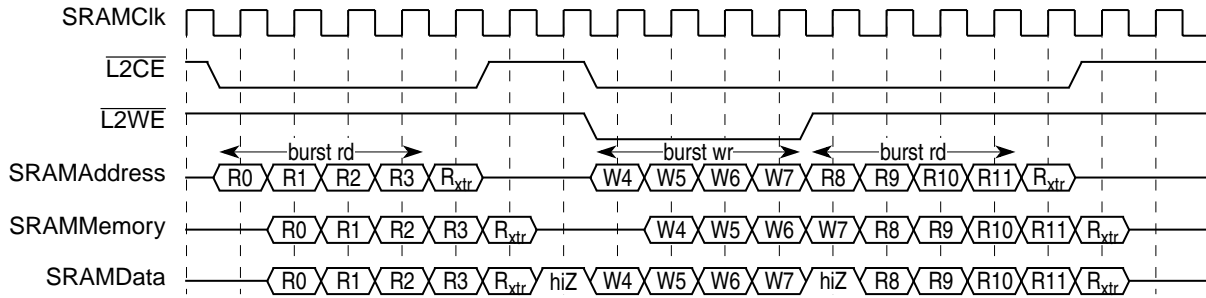 SRAMClk
L2CE
L2WE
burst rd burst wr burst rd
SRAMAddress R0 R1 R2 R3 Rxtr W4 W5 W6 W7 R8 R9 R10 R11 Rxtr
SRAMMemory R0 R1 R2 R3 Rxtr W4 W5 W6 W7 R8 R9 R10 R11 Rxtr
SRAMData R0 R1 R2 R3 Rxtr hiZ W4 W5 W6 W7 hiZ R8 R9 R10 R11 Rxtr